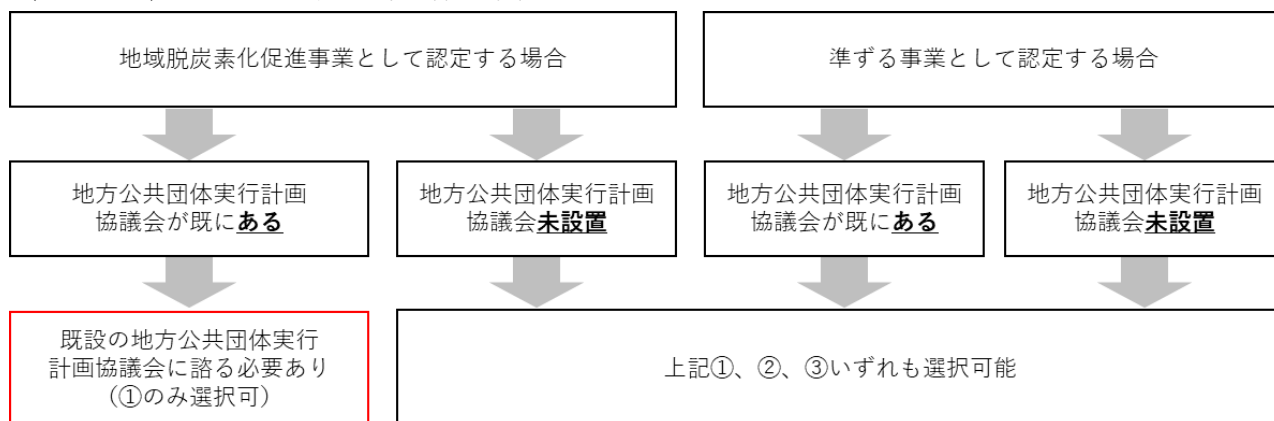 地域脱炭素化促進事業として認定する場合
準ずる事業として認定する場合
地方公共団体実行計画
協議会が既にある
地方公共団体実行計画
協議会未設置
地方公共団体実行計画
協議会が既にある
地方公共団体実行計画
協議会未設置
既設の地方公共団体実行
計画協議会に諮る必要あり
（①のみ選択可）
上記①、②、③いずれも選択可能